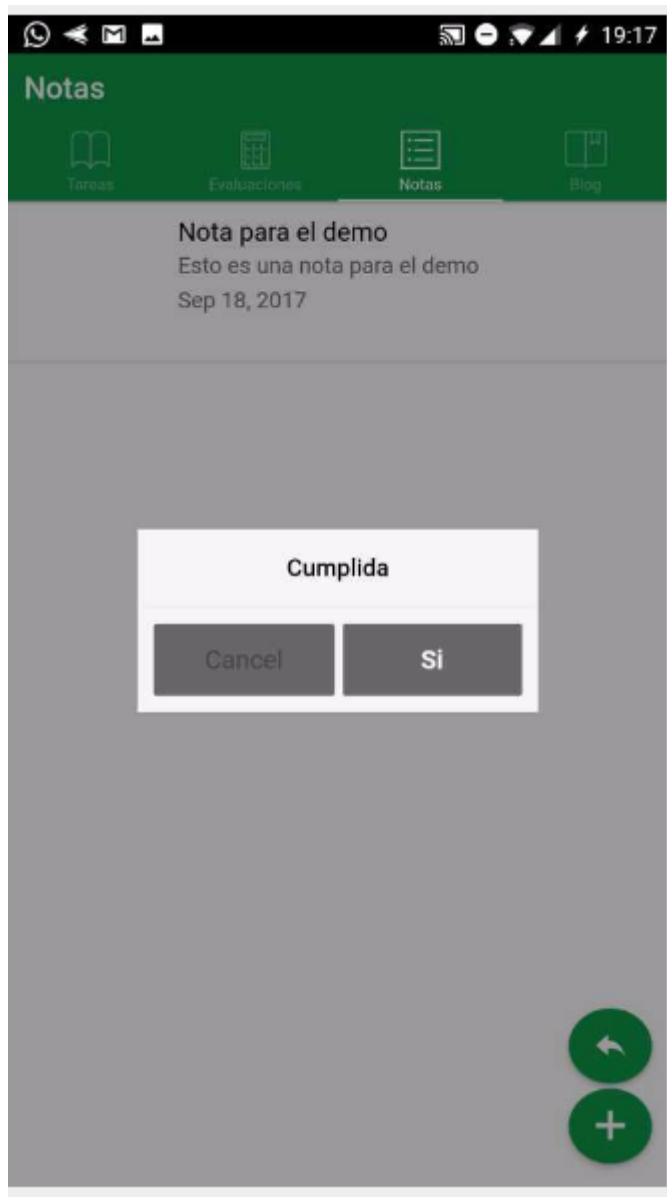 19:17
Notas
Tareas Evaluaciones Notas Blog
Nota para el demo
Esto es una nota para el demo
Sep 18, 2017
Cumplida
Cancel Si